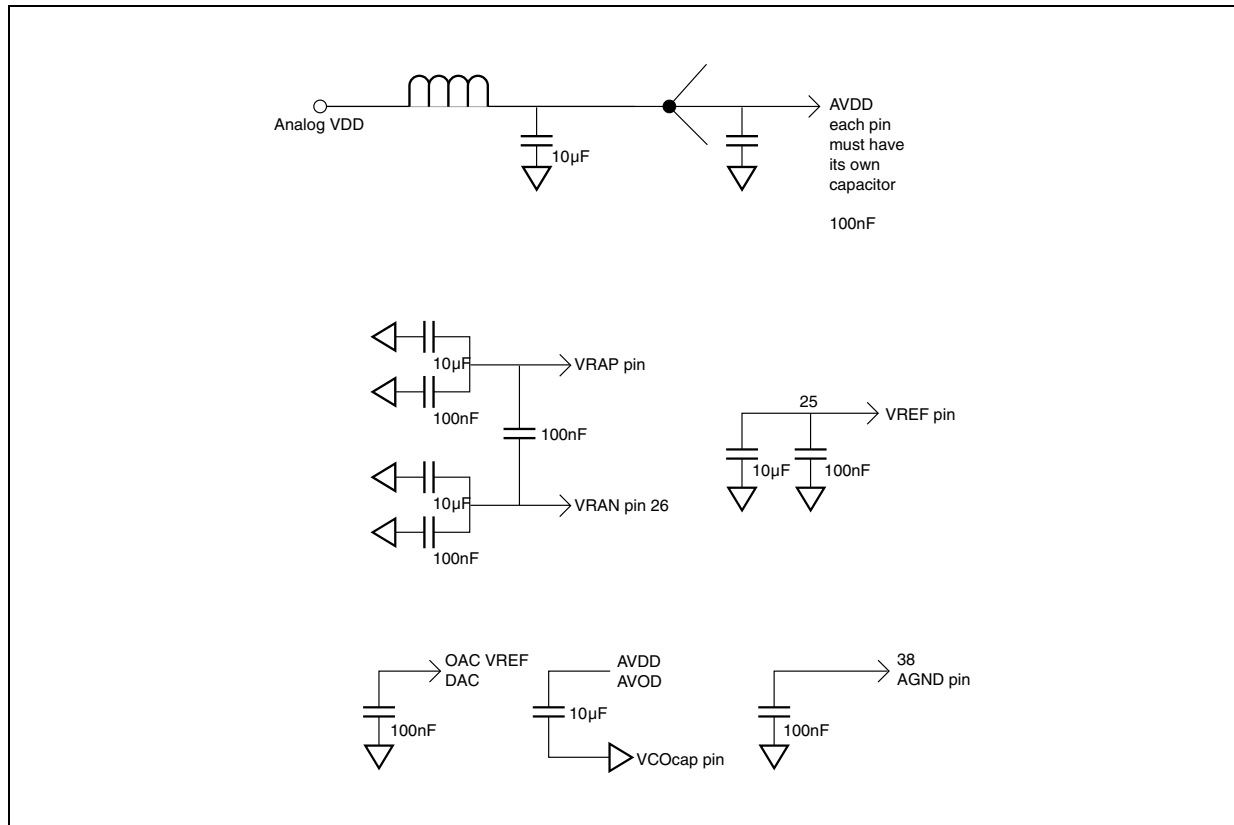 Analog VDD
10µF
AVDD
each pin
must have
its own
capacitor
100nF
10µF
VRAP pin
100nF
100nF
10µF
VRAN pin 26
100nF
25
VREF pin
10µF
100nF
OAC VREF
DAC
100nF
AVDD
AVOD
10µF
VCOcap pin
38
AGND pin
100nF